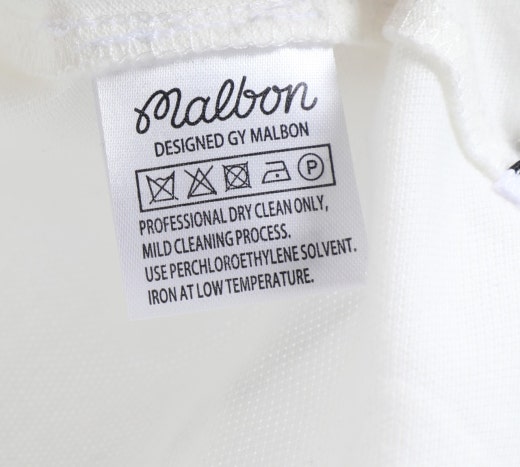 Malbon
DESIGNED GY MALBON
P
PROFESSIONAL DRY CLEAN ONLY,
MILD CLEANING PROCESS.
USE PERCHLOROETHYLENE SOLVENT.
IRON AT LOW TEMPERATURE.